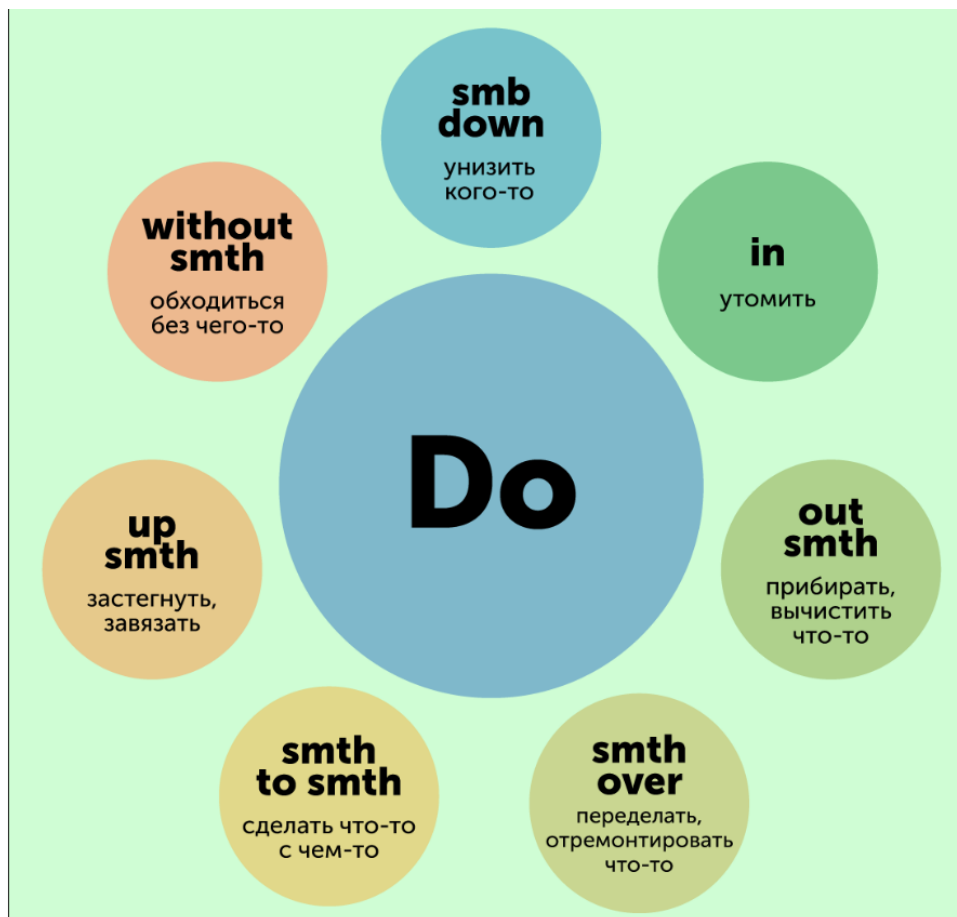 smb
down
унизить
кого-то
in
утомить
out
smth
прибирать,
вычистить
что-то
smth
over
переделать,
отремонтировать
что-то
smth
to smth
сделать что-то
с чем-то
up
smth
застегнуть,
завязать
without
smth
обходиться
без чего-то
Do